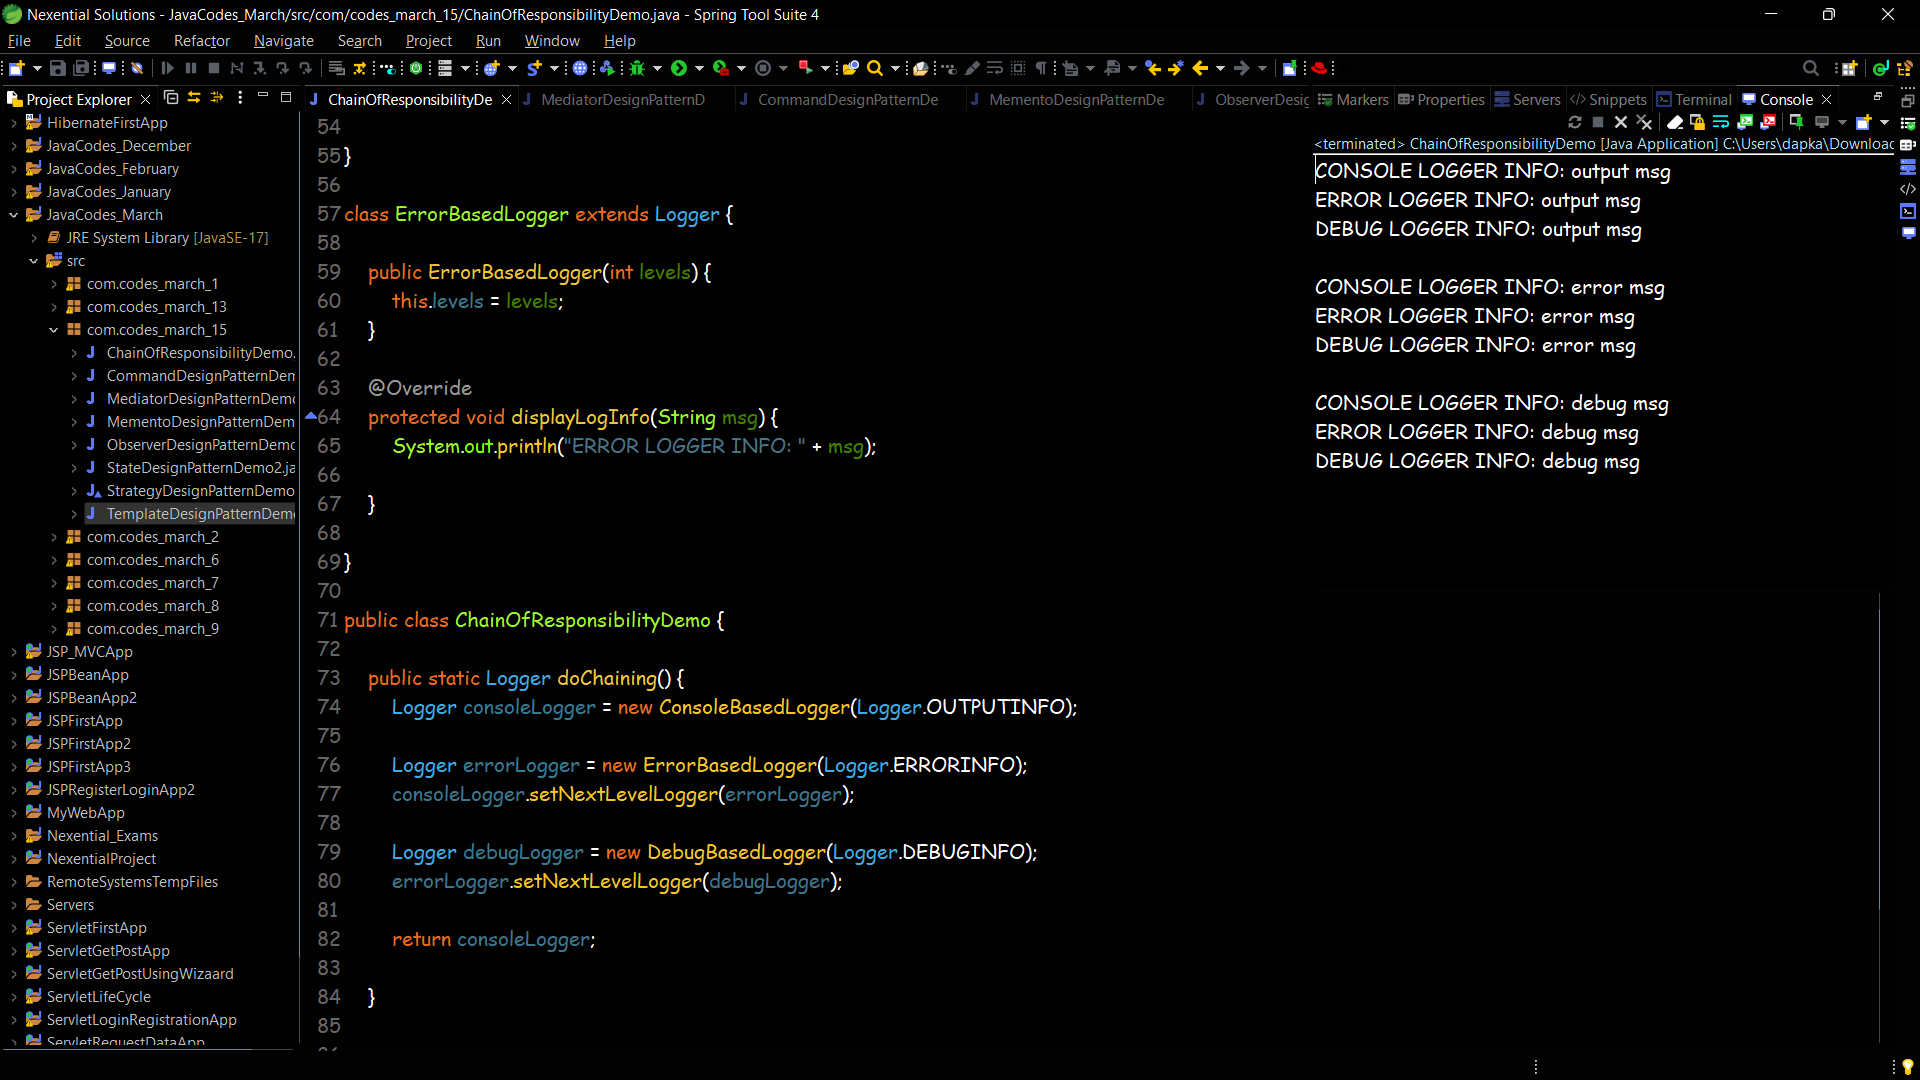 Nexential Solutions - JavaCodes_March/src/com/codes_march_15/ChainOfResponsibilityDemo.java - Spring Tool Suite 4
File Edit Source Refactor Navigate Search Project Run Window Help
Project Explorer
HibernateFirstApp
JavaCodes_December
JavaCodes_February
JavaCodes_January
JavaCodes_March
JRE System Library [JavaSE-17]
src
com.codes_march_1
com.codes_march_13
com.codes_march_15
ChainOfResponsibilityDemo.
CommandDesignPatternDem
MediatorDesignPatternDemo
MementoDesignPatternDem
ObserverDesignPatternDemo
StateDesignPatternDemo2.ja
StrategyDesignPatternDemo
TemplateDesignPatternDemo
com.codes_march_2
com.codes_march_6
com.codes_march_7
com.codes_march_8
com.codes_march_9
JSP_MVCApp
JSPBeanApp
JSPBeanApp2
JSPFirstApp
JSPFirstApp2
JSPFirstApp3
JSPRegisterLoginApp2
MyWebApp
Nexential_Exams
NexentialProject
RemoteSystemsTempFiles
Servers
ServletFirstApp
ServletGetPostApp
ServletGetPostUsingWizaard
ServletLifeCycle
ServletLoginRegistrationApp
ServletRequestDataApp
ChainOfResponsibilityDe MediatorDesignPatternD CommandDesignPatternDe MementoDesignPatternDe ObserverDesig
54
55 }
56
57 class ErrorBasedLogger extends Logger {
58
59 public ErrorBasedLogger(int levels) {
60 this.levels = levels;
61 }
62
63 @Override
64 protected void displayLogInfo(String msg) {
65 System.out.println("ERROR LOGGER INFO: " + msg);
66
67 }
68
69 }
70
71 public class ChainOfResponsibilityDemo {
72
73 public static Logger doChaining() {
74 Logger consoleLogger = new ConsoleBasedLogger(Logger.OUTPUTINFO);
75
76 Logger errorLogger = new ErrorBasedLogger(Logger.ERRORINFO);
77 consoleLogger.setNextLevelLogger(errorLogger);
78
79 Logger debugLogger = new DebugBasedLogger(Logger.DEBUGINFO);
80 errorLogger.setNextLevelLogger(debugLogger);
81
82 return consoleLogger;
83
84 }
85
Markers Properties Servers Snippets Terminal Console
<terminated> ChainOfResponsibilityDemo [Java Application] C:\Users\dapka\Downloac
CONSOLE LOGGER INFO: output msg
ERROR LOGGER INFO: output msg
DEBUG LOGGER INFO: output msg
CONSOLE LOGGER INFO: error msg
ERROR LOGGER INFO: error msg
DEBUG LOGGER INFO: error msg
CONSOLE LOGGER INFO: debug msg
ERROR LOGGER INFO: debug msg
DEBUG LOGGER INFO: debug msg